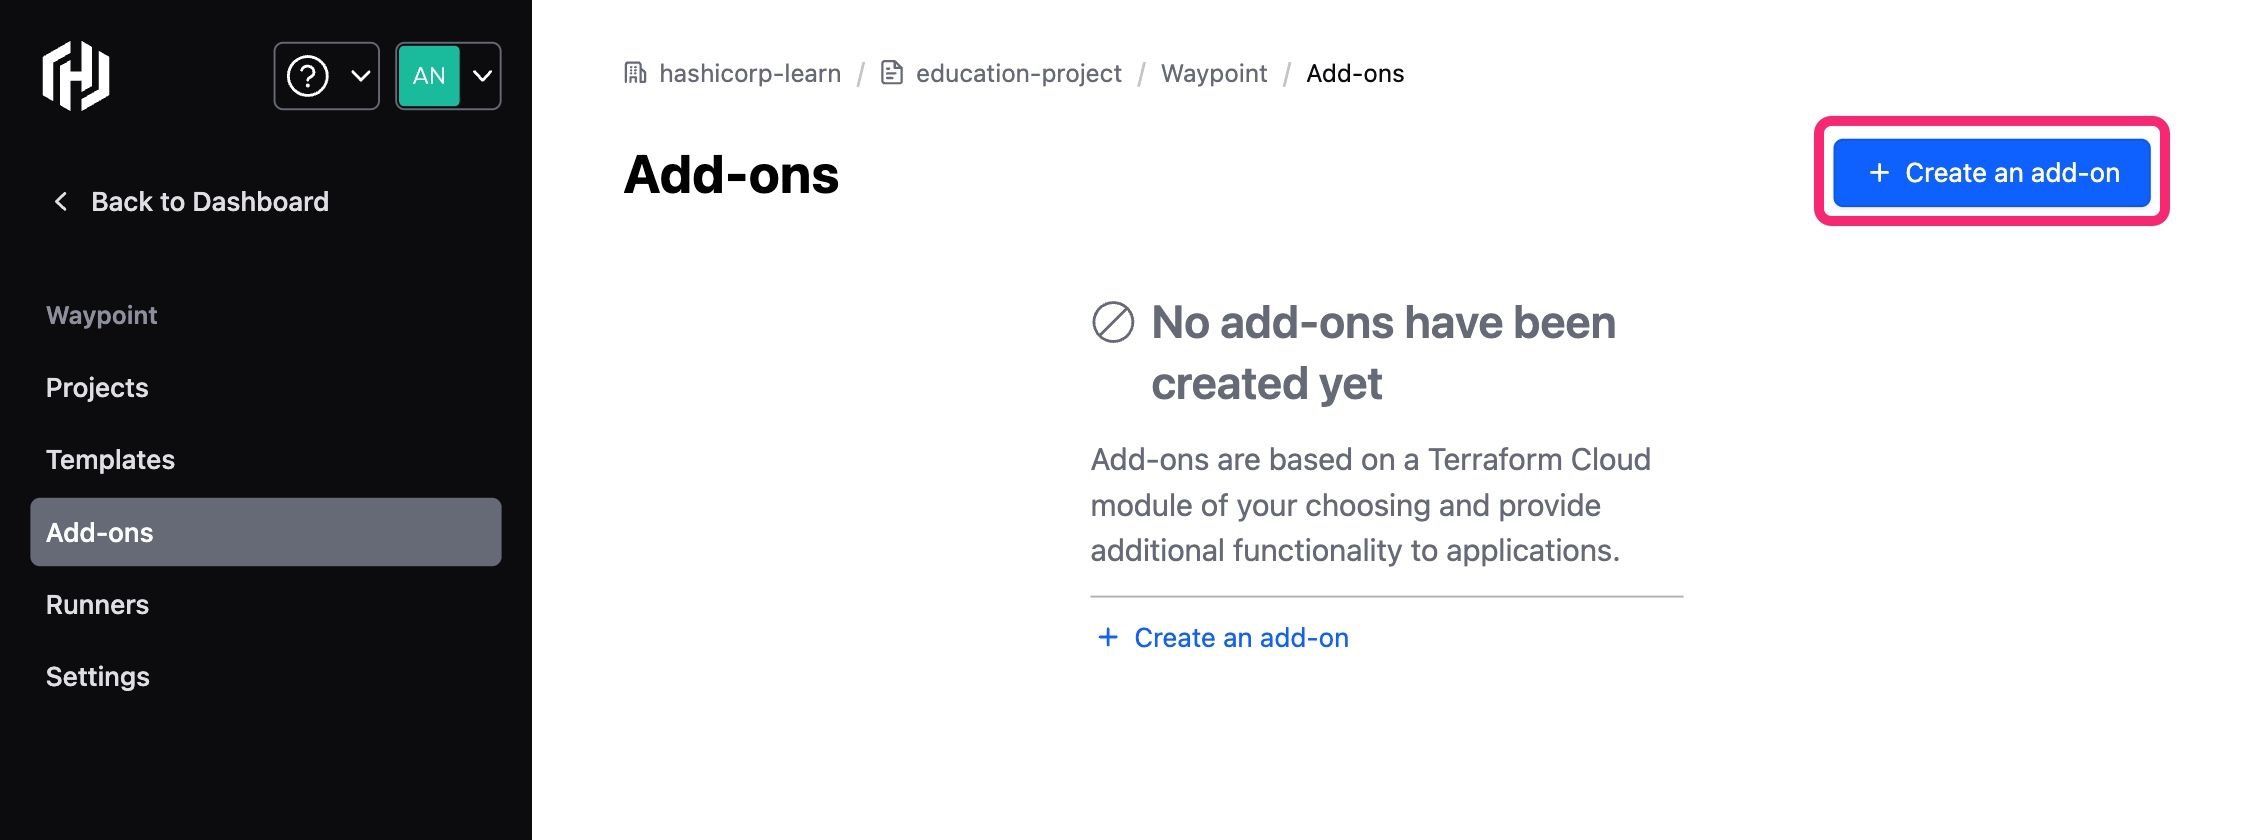 AN
Back to Dashboard
Waypoint
Projects
Templates
Add-ons
Runners
Settings
hashicorp-learn / education-project / Waypoint / Add-ons
Add-ons
+ Create an add-on
No add-ons have been
created yet
Add-ons are based on a Terraform Cloud
module of your choosing and provide
additional functionality to applications.
+ Create an add-on